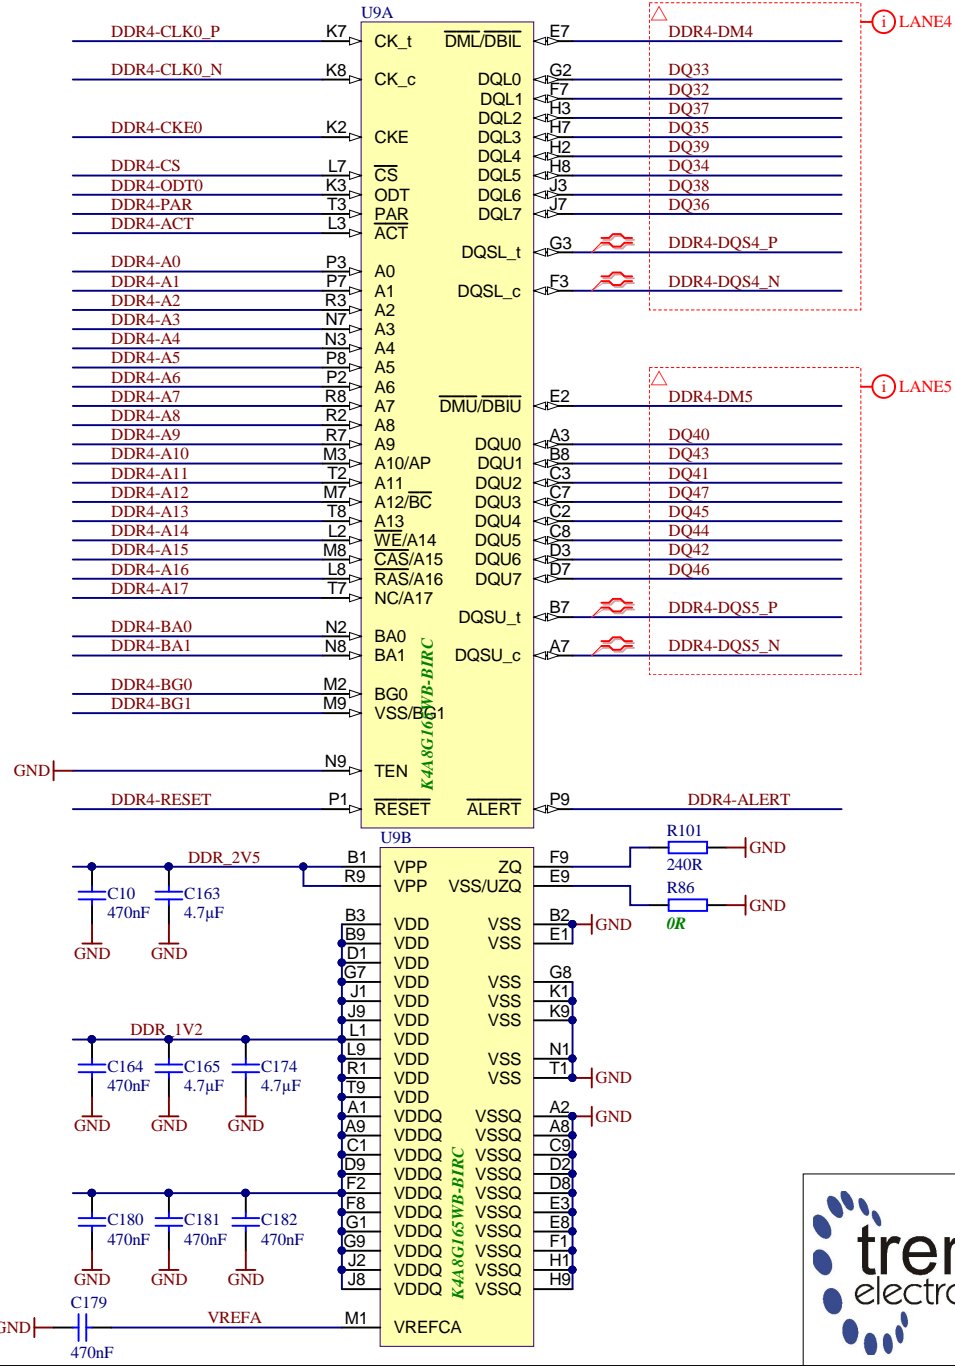 U9A
DDR4-CLK0_P K7 CK_t DML/DBIL E7 DDR4-DM4 LANE4
DDR4-CLK0_N K8 CK_c DQL0 G2 DQ33
DQL1 F7 DQ32
DQL2 H3 DQ37
DDR4-CKE0 K2 CKE DQL3 H7 DQ35
DQL4 H2 DQ39
DDR4-CS L7 CS DQL5 H8 DQ34
DDR4-ODT0 K3 ODT DQL6 J3 DQ38
DDR4-PAR T3 PAR DQL7 J7 DQ36
DDR4-ACT L3 ACT
DQSL_t G3 DDR4-DQS4_P
DDR4-A0 P3 A0
DDR4-A1 P7 A1 DQSL_c F3 DDR4-DQS4_N
DDR4-A2 R3 A2
DDR4-A3 N7 A3
DDR4-A4 N3 A4
DDR4-A5 P8 A5
DDR4-A6 P2 A6
DDR4-A7 R8 A7 DMU/DBIU E2 DDR4-DM5 LANE5
DDR4-A8 R2 A8
DDR4-A9 R7 A9 DQU0 A3 DQ40
DDR4-A10 M3 A10/AP DQU1 B8 DQ43
DDR4-A11 T2 A11 DQU2 C3 DQ41
DDR4-A12 M7 A12/BC DQU3 C7 DQ47
DDR4-A13 T8 A13 DQU4 C2 DQ45
DDR4-A14 L2 WE/A14 DQU5 C8 DQ44
DDR4-A15 M8 CAS/A15 DQU6 D3 DQ42
DDR4-A16 L8 RAS/A16 DQU7 D7 DQ46
DDR4-A17 T7 NC/A17
DQSU_t B7 DDR4-DQS5_P
DDR4-BA0 N2 BA0
DDR4-BA1 N8 BA1 DQSU_c A7 DDR4-DQS5_N
DDR4-BG0 M2 BG0
DDR4-BG1 M9 VSS/BG1
K4A8G165WB-BIRC
GND N9 TEN
DDR4-RESET P1 RESET ALERT P9 DDR4-ALERT
U9B
R101
DDR_2V5 B1 VPP ZQ F9 240R GND
R9 VPP VSS/UZQ E9 R86
C10 470nF C163 4.7µF 0R GND
GND GND
B3 VDD VSS B2 GND
B9 VDD VSS E1
D1 VDD
G7 VDD VSS G8
J1 VDD VSS K1
J9 VDD VSS K9
DDR_1V2 L1 VDD
L9 VDD VSS N1
R1 VDD VSS T1 GND
T9 VDD
C164 470nF C165 4.7µF C174 4.7µF
GND GND GND
A1 VDDQ VSSQ A2 GND
A9 VDDQ VSSQ A8
C1 VDDQ VSSQ C9
D9 VDDQ VSSQ D2
F2 VDDQ VSSQ D8
F8 VDDQ VSSQ E3
G1 VDDQ VSSQ E8
G9 VDDQ VSSQ F1
J2 VDDQ VSSQ H1
J8 VDDQ VSSQ H9
K4A8G165WB-BIRC
C180 470nF C181 470nF C182 470nF
GND GND GND
C179
GND 470nF VREFA M1 VREFCA
tren
electro